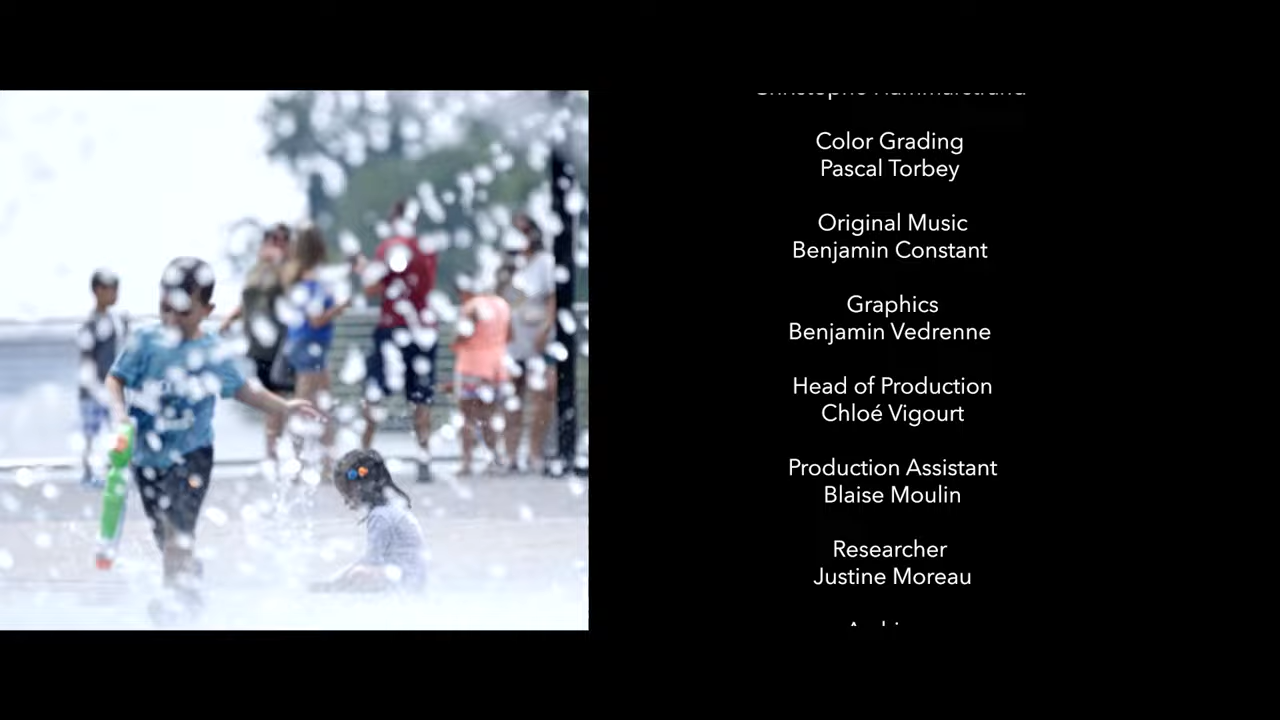 Color Grading
Pascal Torbey
Original Music
Benjamin Constant
Graphics
Benjamin Vedrenne
Head of Production
Chloé Vigourt
Production Assistant
Blaise Moulin
Researcher
Justine Moreau